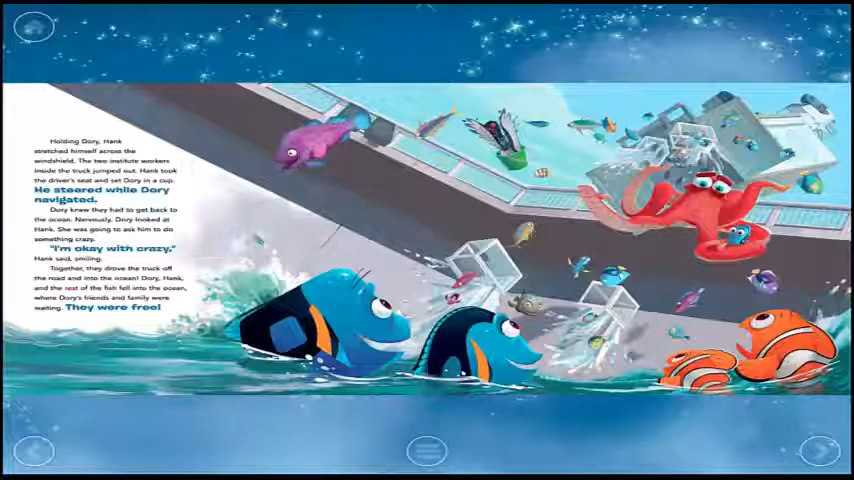 Holding Dory, Hank
stretched himself across the
windshield. The two institute workers
inside the truck jumped out. Hank took
the driver's seat and set Dory in a cup.
He steered while Dory
navigated.
Dory knew they had to get back to
the ocean. Nervously, Dory looked at
Hank. She was going to ask him to do
something crazy.
"I'm okay with crazy,"
Hank said, smiling.
Together, they drove the truck off
the road and into the ocean! Dory, Hank,
and the rest of the fish fell into the ocean,
where Dory's friends and family were
waiting. They were free!